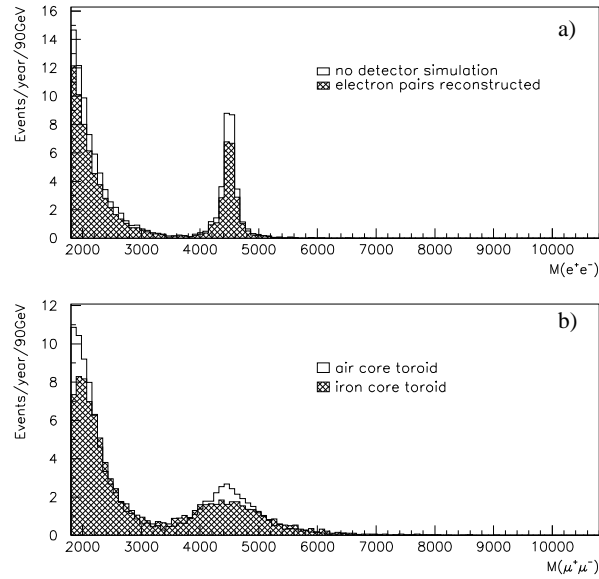 a)
Events/year/90GeV
16
14
12
10
8
6
4
2
0
no detector simulation
electron pairs reconstructed
2000 3000 4000 5000 6000 7000 8000 9000 10000
M(e⁺e⁻)
b)
Events/year/90GeV
12
10
8
6
4
2
0
air core toroid
iron core toroid
2000 3000 4000 5000 6000 7000 8000 9000 10000
M(μ⁺μ⁻)